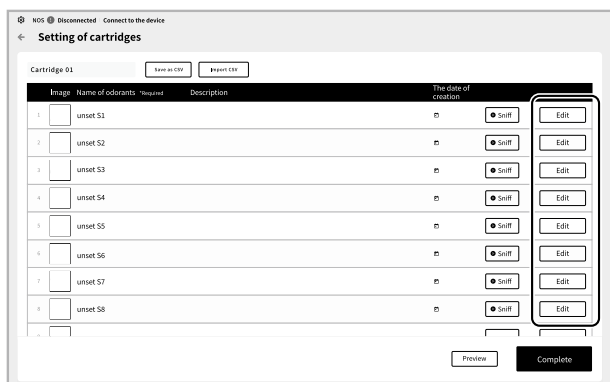 NOS Disconnected Connect to the device
Setting of cartridges
Cartridge 01 Save as CSV Import CSV
Image Name of odorants *Required Description The date of creation
1 unset S1 Sniff Edit
2 unset S2 Sniff Edit
3 unset S3 Sniff Edit
4 unset S4 Sniff Edit
5 unset S5 Sniff Edit
6 unset S6 Sniff Edit
7 unset S7 Sniff Edit
8 unset S8 Sniff Edit
Preview Complete